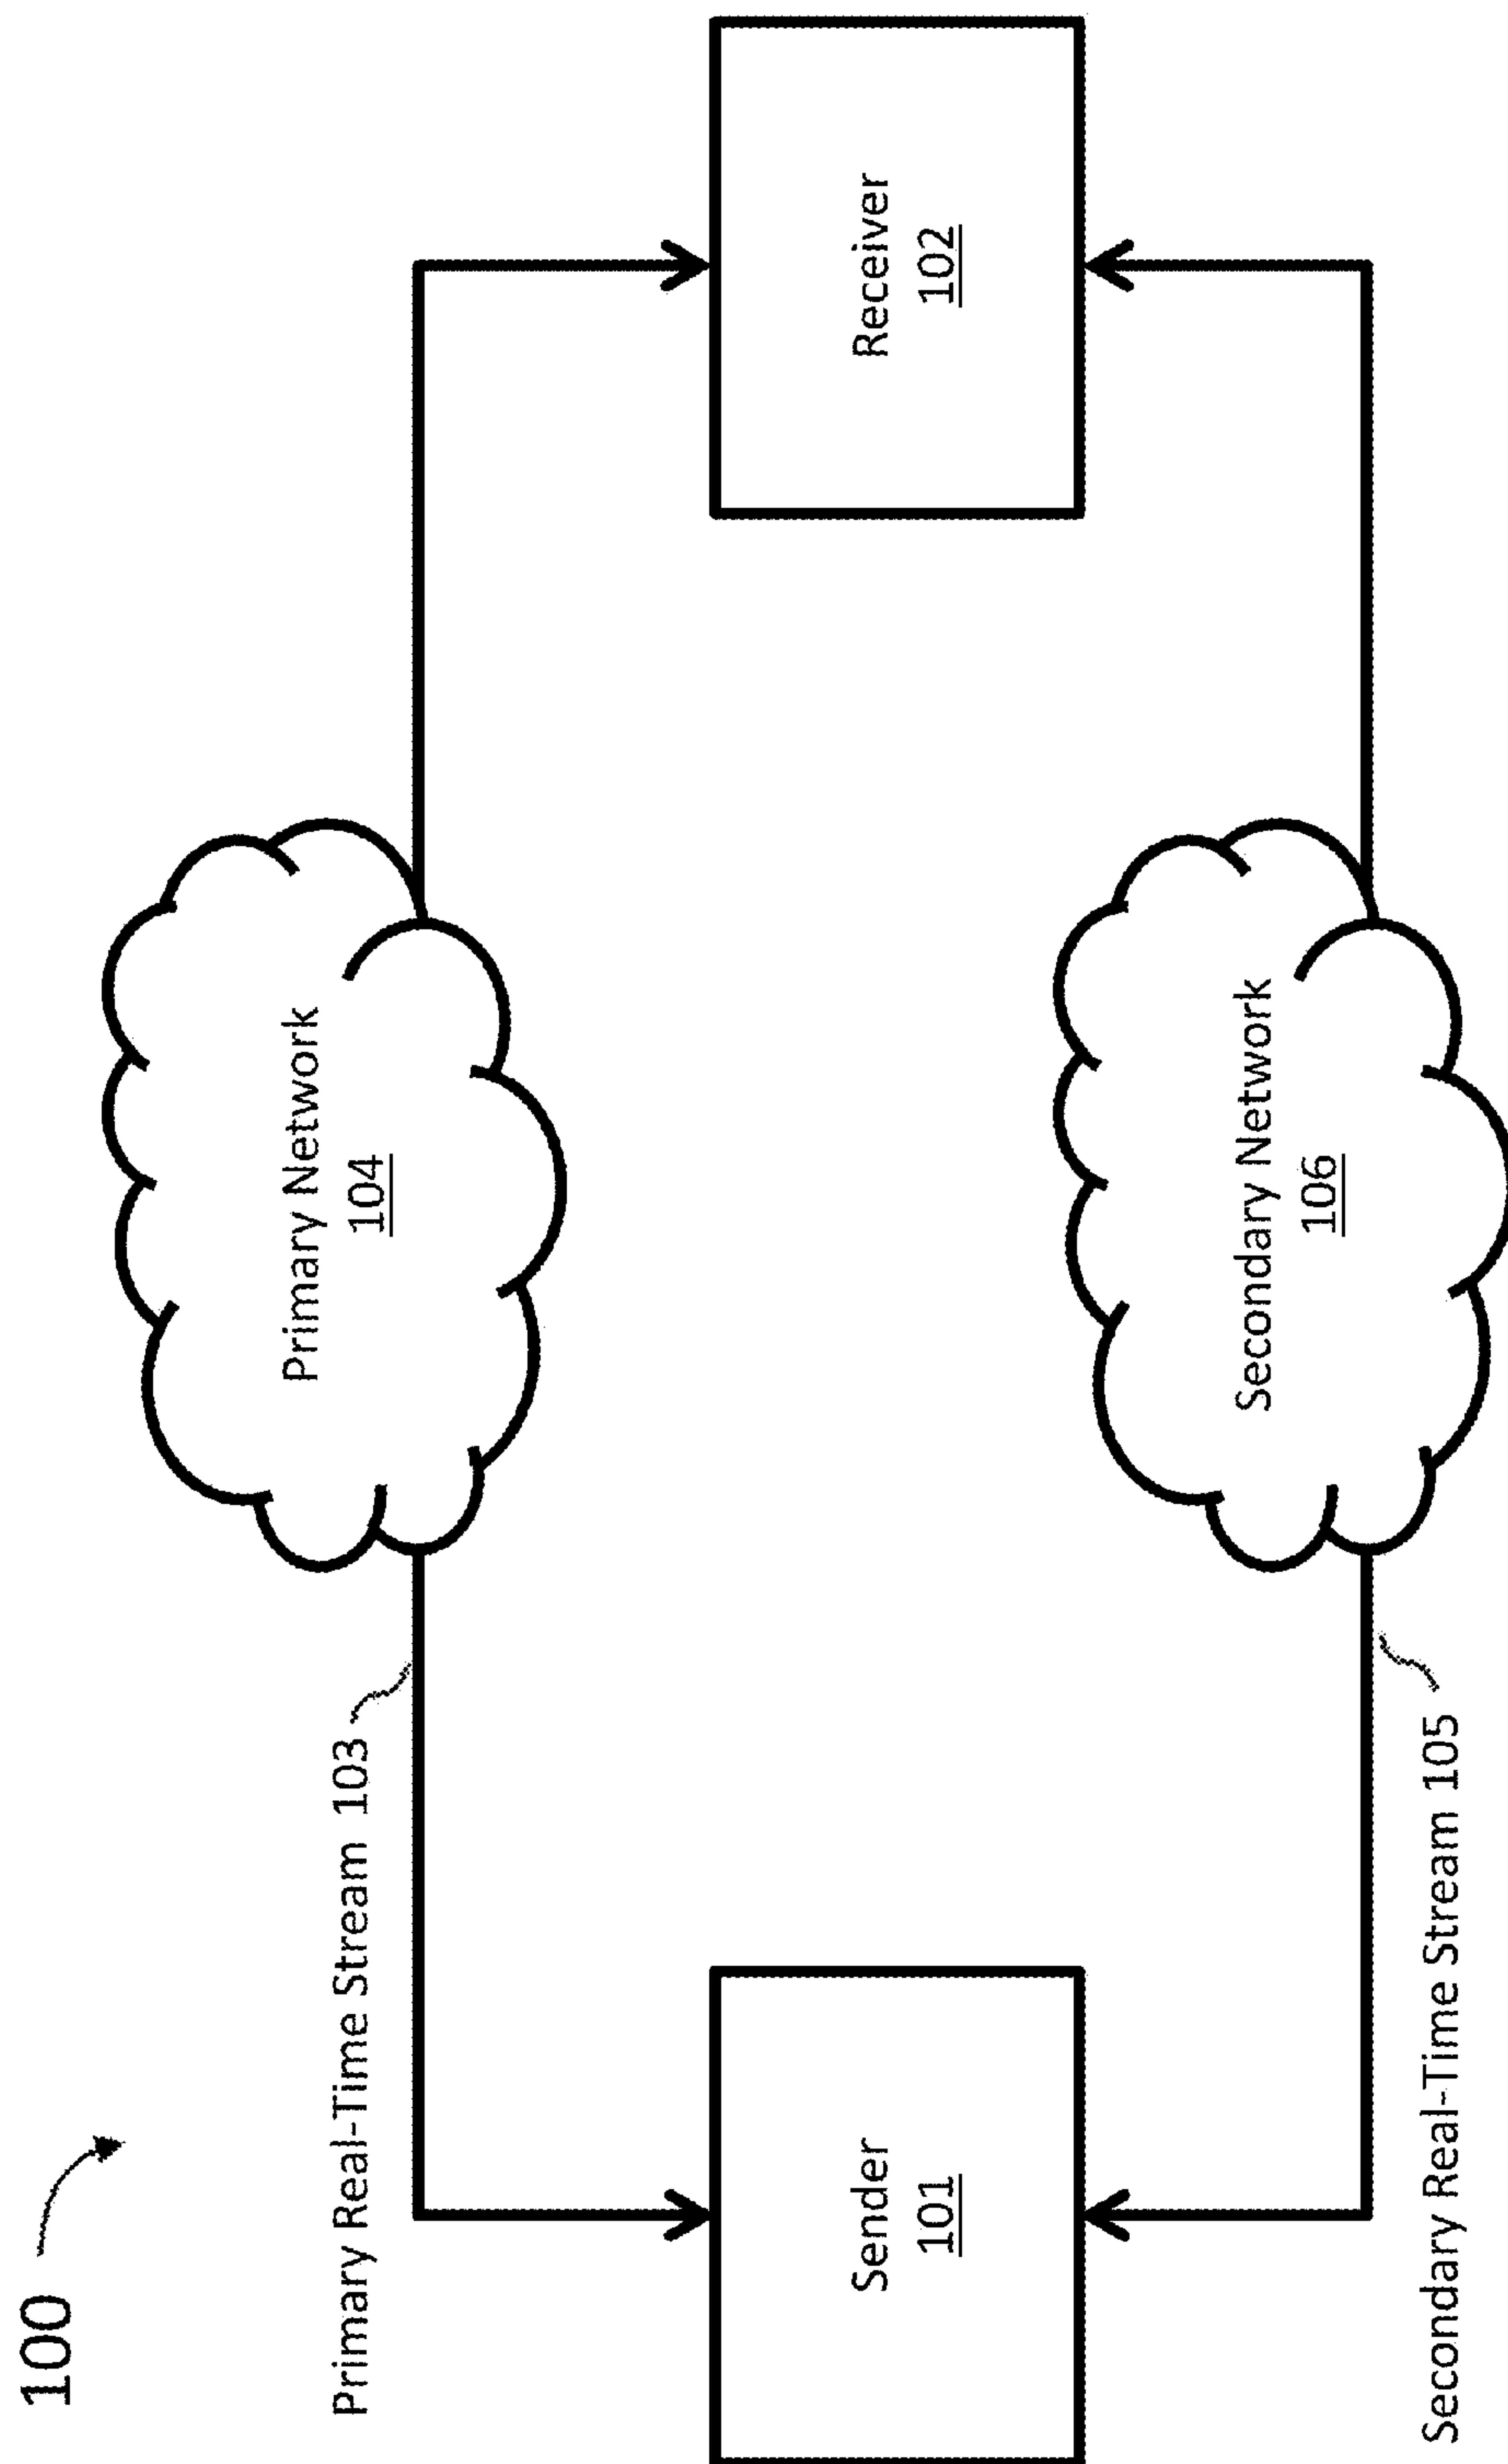 100
Primary Real-Time Stream 103
Primary Network
104
Sender
101
Receiver
102
Secondary Network
106
Secondary Real-Time Stream 105